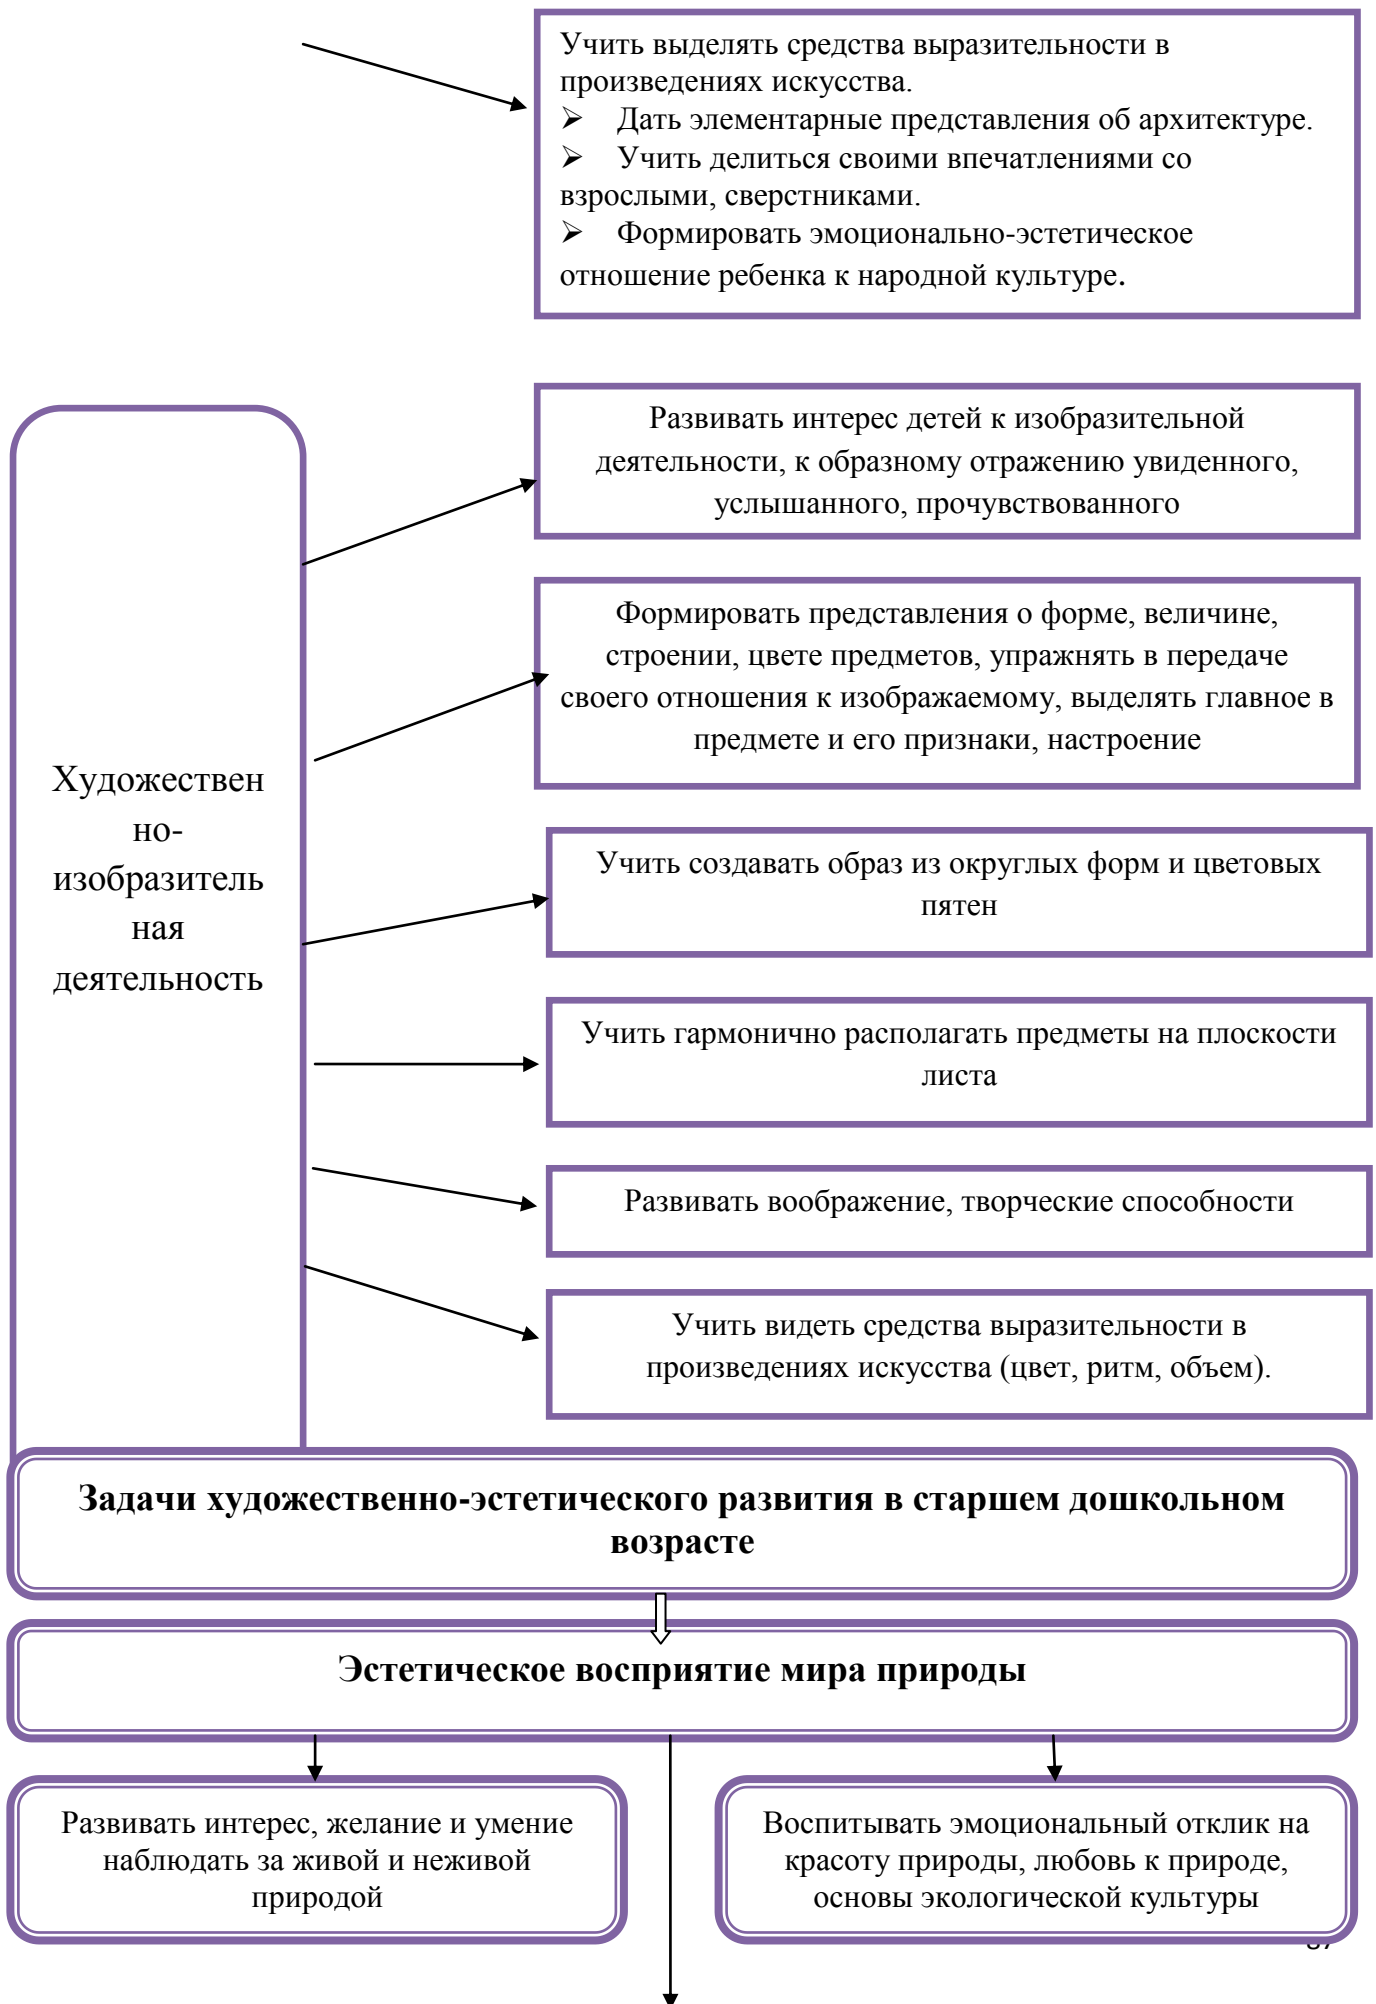 Учить выделять средства выразительности в
произведениях искусства.
➢ Дать элементарные представления об архитектуре.
➢ Учить делиться своими впечатлениями со
взрослыми, сверстниками.
➢ Формировать эмоционально-эстетическое
отношение ребенка к народной культуре.
Художествен
но-
изобразитель
ная
деятельность
Развивать интерес детей к изобразительной
деятельности, к образному отражению увиденного,
услышанного, прочувствованного
Формировать представления о форме, величине,
строении, цвете предметов, упражнять в передаче
своего отношения к изображаемому, выделять главное в
предмете и его признаки, настроение
Учить создавать образ из округлых форм и цветовых
пятен
Учить гармонично располагать предметы на плоскости
листа
Развивать воображение, творческие способности
Учить видеть средства выразительности в
произведениях искусства (цвет, ритм, объем).
Задачи художественно-эстетического развития в старшем дошкольном
возрасте
Эстетическое восприятие мира природы
Развивать интерес, желание и умение
наблюдать за живой и неживой
природой
Воспитывать эмоциональный отклик на
красоту природы, любовь к природе,
основы экологической культуры